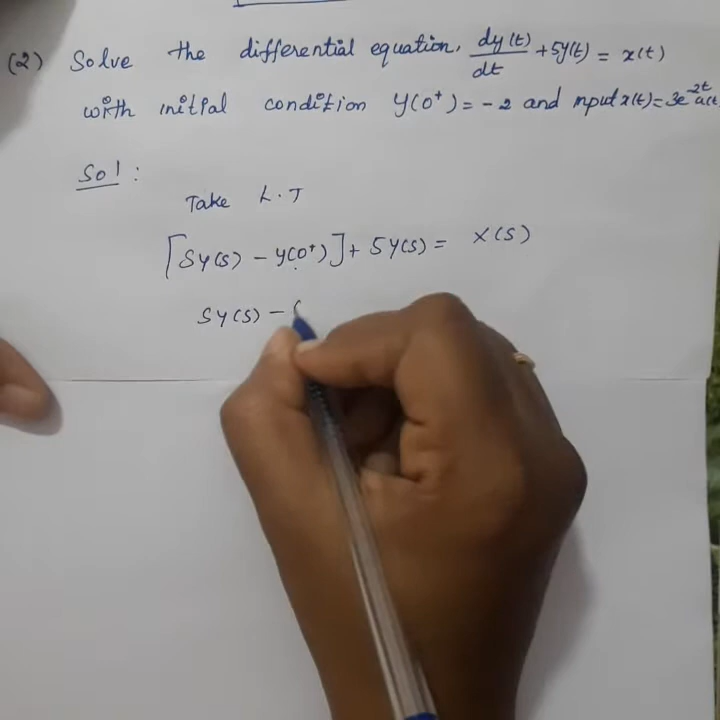 (2) Solve the differential equation, dy(t)/dt + 5y(t) = x(t)
with initial condition y(0⁺) = -2 and input x(t) = 3e^-2t u(t
Sol :
Take L.T
[SY(S) - y(0⁺)] + 5Y(S) = X(S)
SY(S) - (